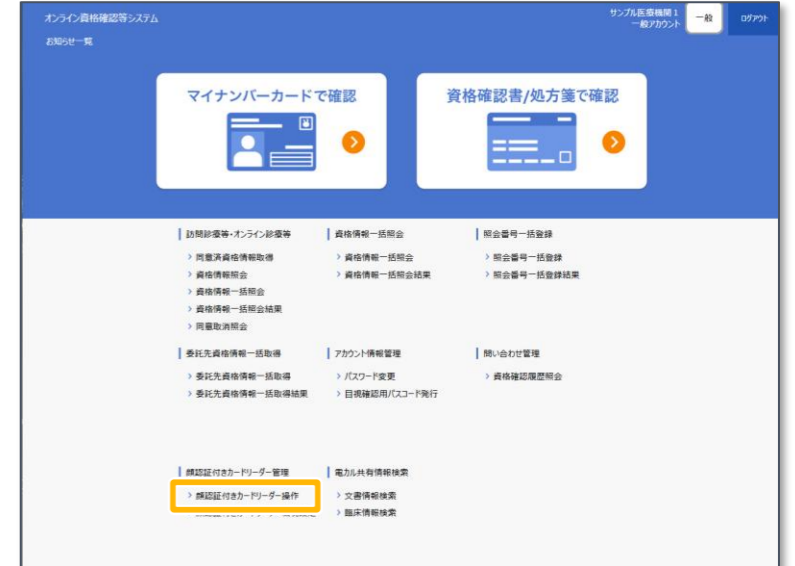 オンライン資格確認等システム
サンプル医療機関1
一般アカウント
一般
ログアウト
お知らせ一覧
マイナンバーカードで確認
資格確認書/処方箋で確認
訪問診療等・オンライン診療等
> 同意済資格情報取得
> 資格情報照会
> 資格情報一括照会
> 資格情報一括照会結果
> 同意取消照会
資格情報一括照会
> 資格情報一括照会
> 資格情報一括照会結果
照会番号一括登録
> 照会番号一括登録
> 照会番号一括登録結果
委託先資格情報一括取得
> 委託先資格情報一括取得
> 委託先資格情報一括取得結果
アカウント情報管理
> パスワード変更
> 目視確認用パスコード発行
問い合わせ管理
> 資格確認履歴照会
顔認証付きカードリーダー管理
> 顔認証付きカードリーダー操作
電カル共有情報検索
> 文書情報検索
> 臨床情報検索